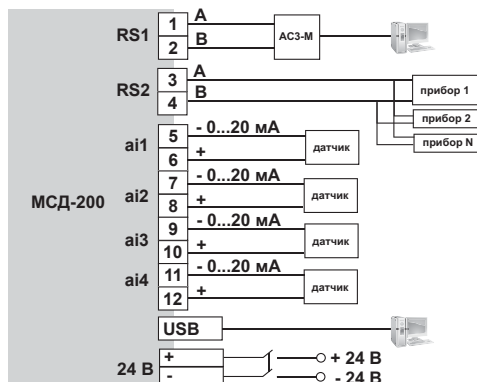 RS1 1 A
2 B
АС3-М
RS2 3 A
4 B
прибор 1
прибор 2
прибор N
ai1 5 - 0...20 мА
6 +
датчик
ai2 7 - 0...20 мА
8 +
датчик
МСД-200
ai3 9 - 0...20 мА
10 +
датчик
ai4 11 - 0...20 мА
12 +
датчик
USB
24 В + + 24 В
- - 24 В